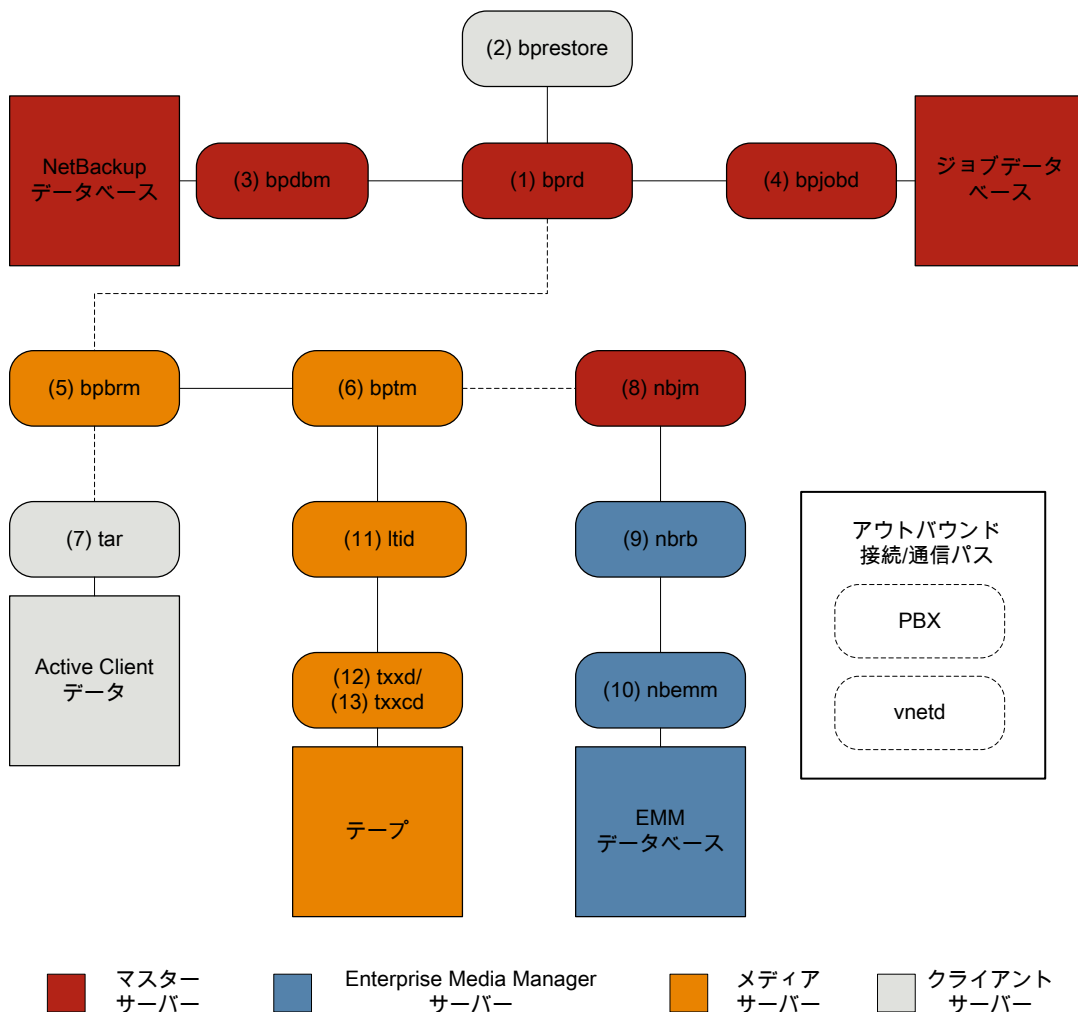 (2) bprestore
NetBackup
データベース
(3) bpdbm
(1) bprd
(4) bpjobd
ジョブデータ
ベース
(5) bpbrm
(6) bptm
(8) nbjm
(7) tar
(11) ltid
(9) nbrb
アウトバウンド
接続/通信パス
PBX
vnetd
Active Client
データ
(12) txxd/
(13) txxcd
(10) nbemm
テープ
EMM
データベース
マスター
サーバー
Enterprise Media Manager
サーバー
メディア
サーバー
クライアント
サーバー